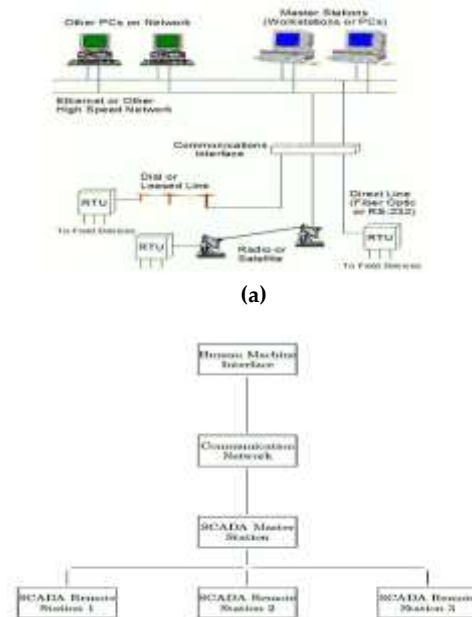 Other PCs on Network
Master Stations
(Workstations or PCs)
Ethernet or Other
High Speed Network
Communications
Interface
Dial or
Leased Line
Direct Line
(Fiber Optic
or RS-232)
RTU
To Field Devices
RTU
Radio or
Satellite
RTU
To Field Devices
(a)
Human Machine
Interface
Communication
Network
SCADA Master
Station
SCADA Remote
Station 1
SCADA Remote
Station 2
SCADA Remote
Station 3